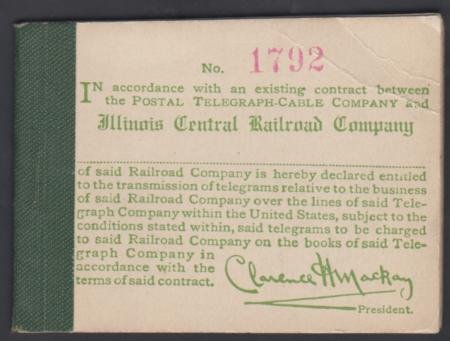 No. 1792
IN accordance with an existing contract between
the POSTAL TELEGRAPH-CABLE COMPANY and
Illinois Central Railroad Company
of said Railroad Company is hereby declared entitled
to the transmission of telegrams relative to the business
of said Railroad Company over the lines of said Tele-
graph Company within the United States, subject to the
conditions stated within, said telegrams to be charged
to said Railroad Company on the books of said Tele-
graph Company in
accordance with the
terms of said contract.
Clarence H Mackay
President.